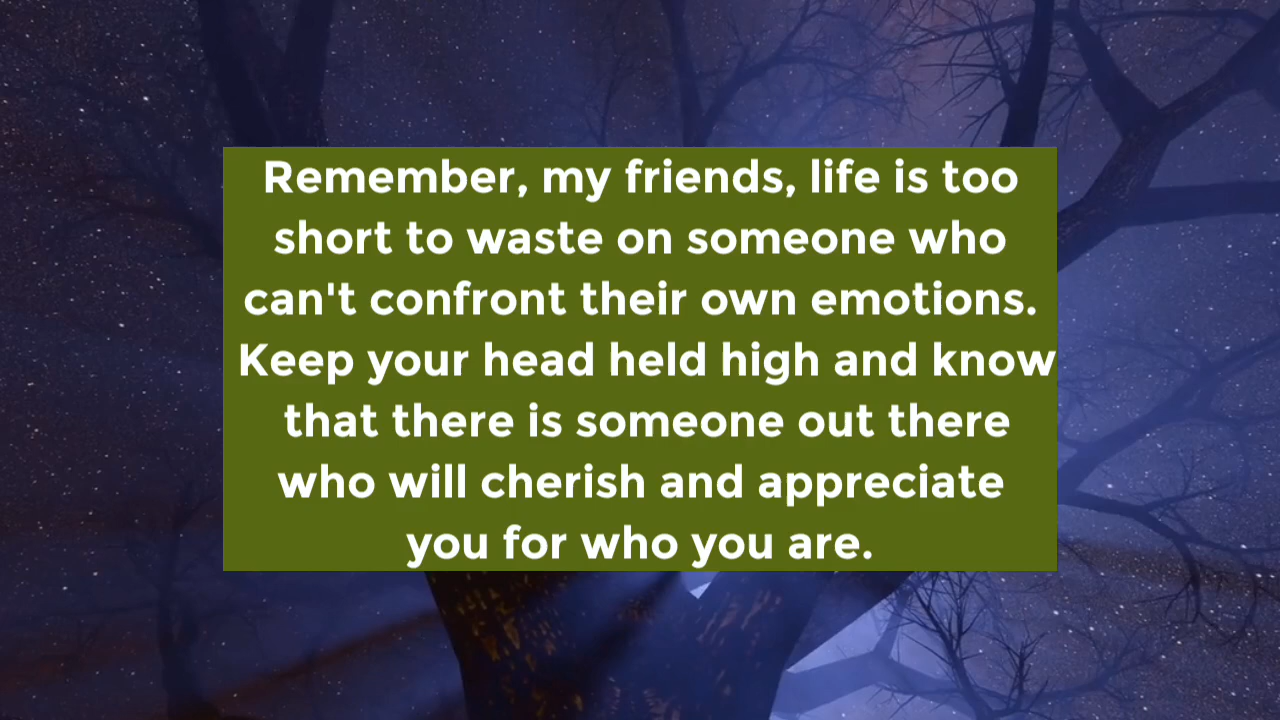 Remember, my friends, life is too
short to waste on someone who
can't confront their own emotions.
Keep your head held high and know
that there is someone out there
who will cherish and appreciate
you for who you are.